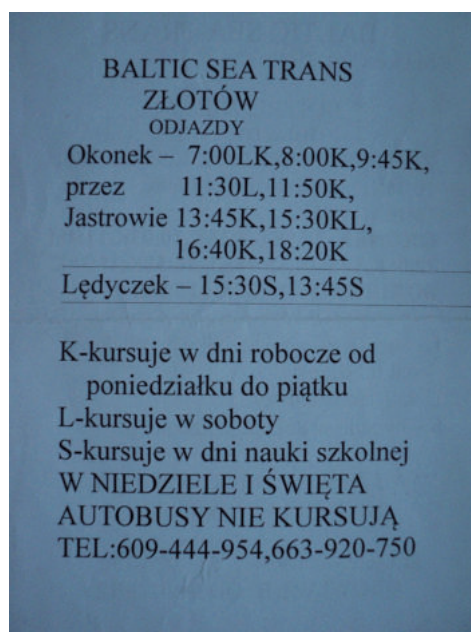 BALTIC SEA TRANS
ZŁOTÓW
ODJAZDY
Okonek – 7:00LK,8:00K,9:45K,
przez 11:30L,11:50K,
Jastrowie 13:45K,15:30KL,
16:40K,18:20K
Lędyczek – 15:30S,13:45S
K-kursuje w dni robocze od
poniedziałku do piątku
L-kursuje w soboty
S-kursuje w dni nauki szkolnej
W NIEDZIELE I ŚWIĘTA
AUTOBUSY NIE KURSUJĄ
TEL:609-444-954,663-920-750